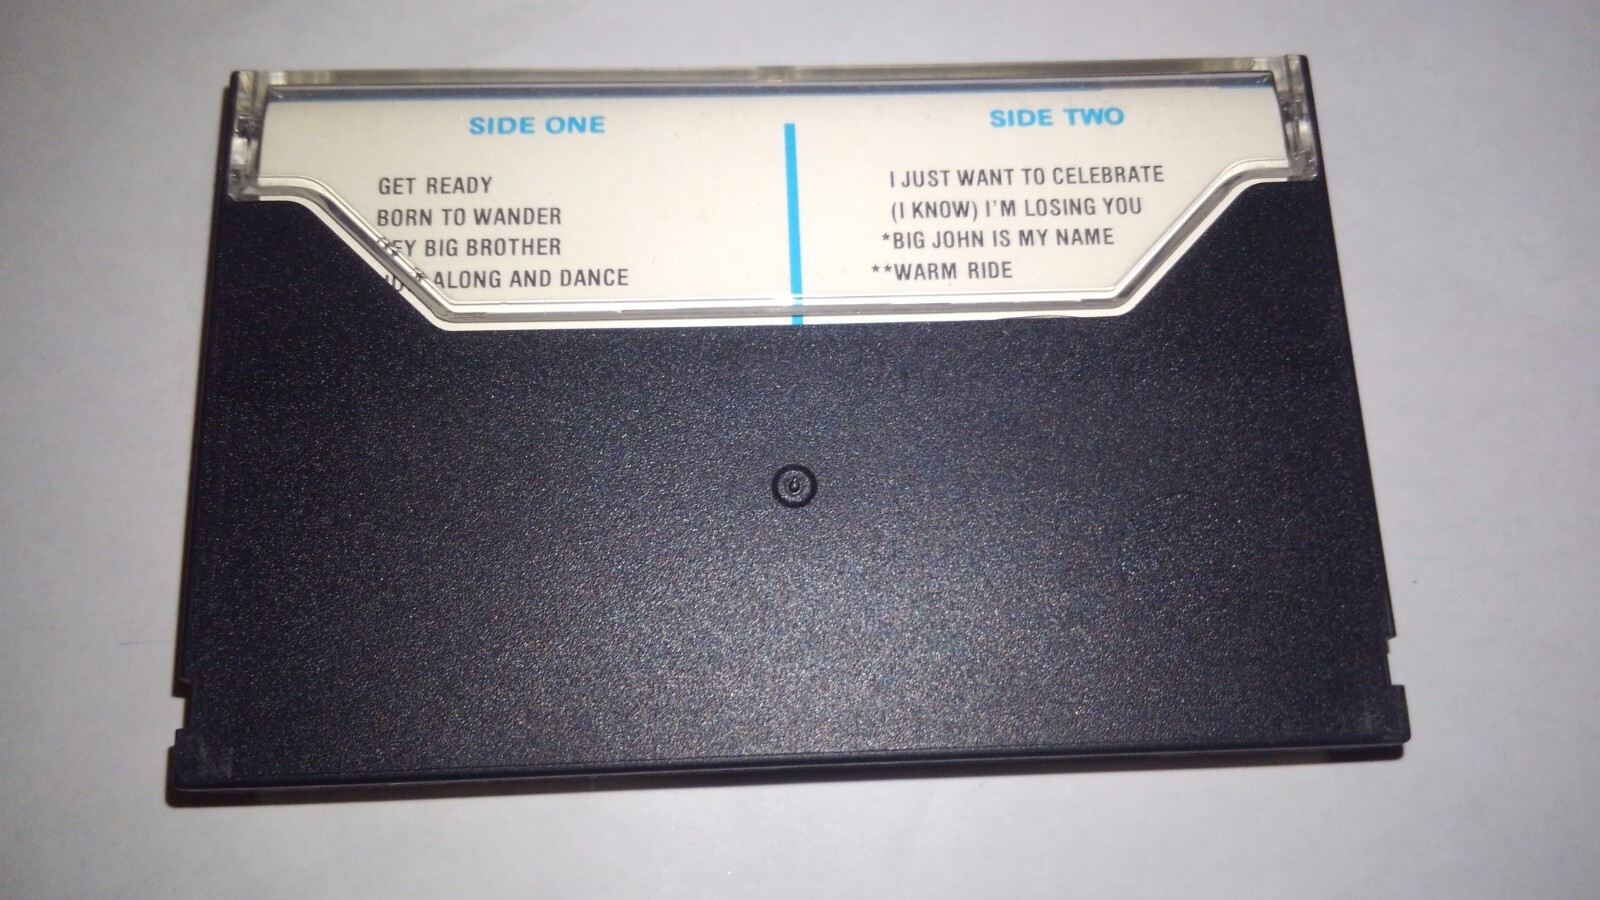 SIDE ONE
GET READY
BORN TO WANDER
HEY BIG BROTHER
ALONG AND DANCE
SIDE TWO
I JUST WANT TO CELEBRATE
(I KNOW) I'M LOSING YOU
*BIG JOHN IS MY NAME
**WARM RIDE